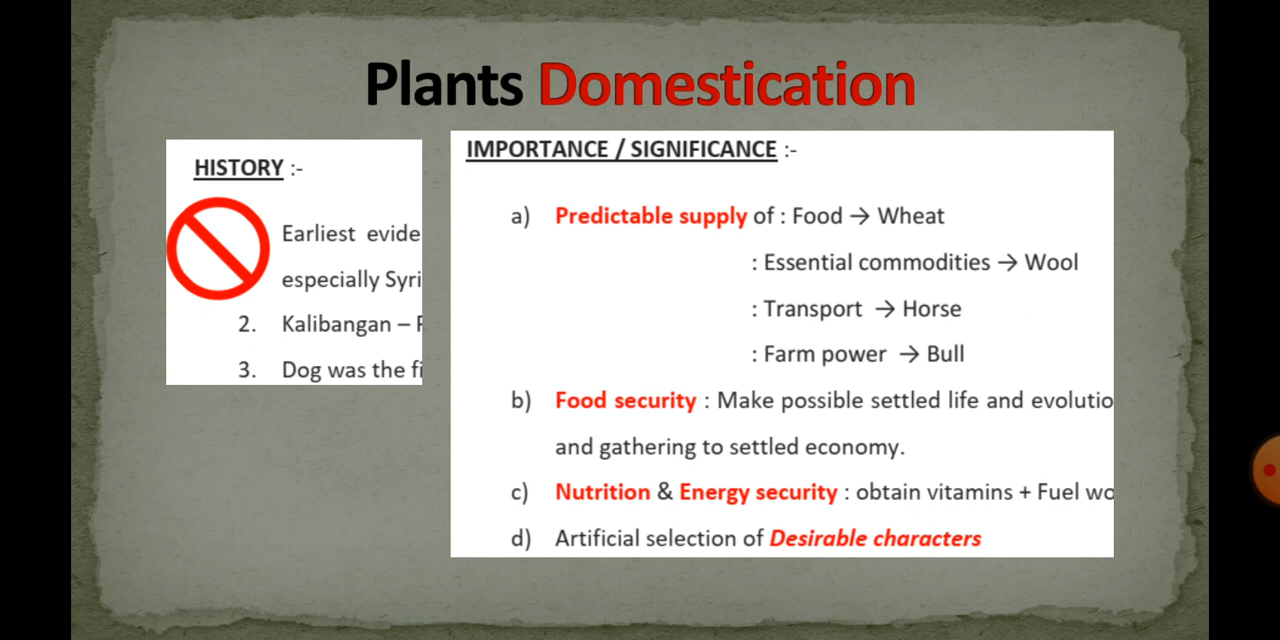 Plants Domestication
HISTORY :-
Earliest evide
especially Syri
2. Kalibangan –
3. Dog was the fi
IMPORTANCE / SIGNIFICANCE :-
a) Predictable supply of : Food → Wheat
: Essential commodities → Wool
: Transport → Horse
: Farm power → Bull
b) Food security : Make possible settled life and evolutio
and gathering to settled economy.
c) Nutrition & Energy security : obtain vitamins + Fuel wo
d) Artificial selection of Desirable characters